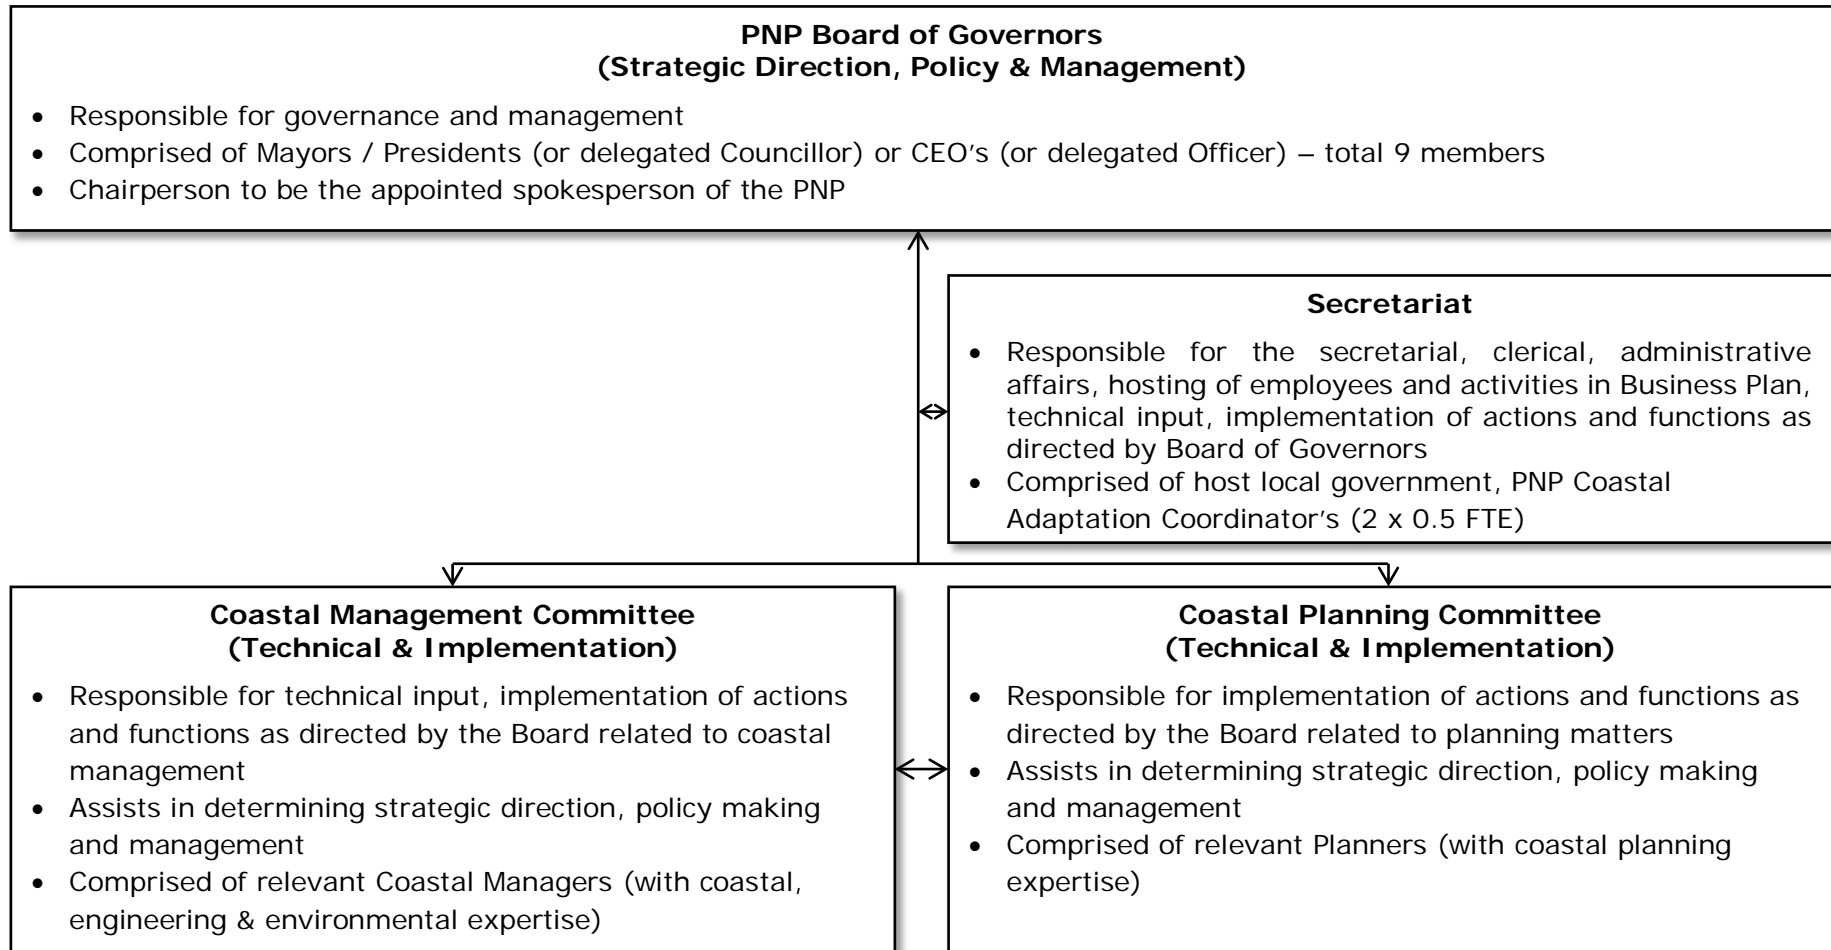 PNP Board of Governors
(Strategic Direction, Policy & Management)
• Responsible for governance and management
• Comprised of Mayors / Presidents (or delegated Councillor) or CEO's (or delegated Officer) – total 9 members
• Chairperson to be the appointed spokesperson of the PNP
Secretariat
• Responsible for the secretarial, clerical, administrative
affairs, hosting of employees and activities in Business Plan,
technical input, implementation of actions and functions as
directed by Board of Governors
• Comprised of host local government, PNP Coastal
Adaptation Coordinator's (2 x 0.5 FTE)
Coastal Management Committee
(Technical & Implementation)
• Responsible for technical input, implementation of actions
and functions as directed by the Board related to coastal
management
• Assists in determining strategic direction, policy making
and management
• Comprised of relevant Coastal Managers (with coastal,
engineering & environmental expertise)
Coastal Planning Committee
(Technical & Implementation)
• Responsible for implementation of actions and functions as
directed by the Board related to planning matters
• Assists in determining strategic direction, policy making
and management
• Comprised of relevant Planners (with coastal planning
expertise)